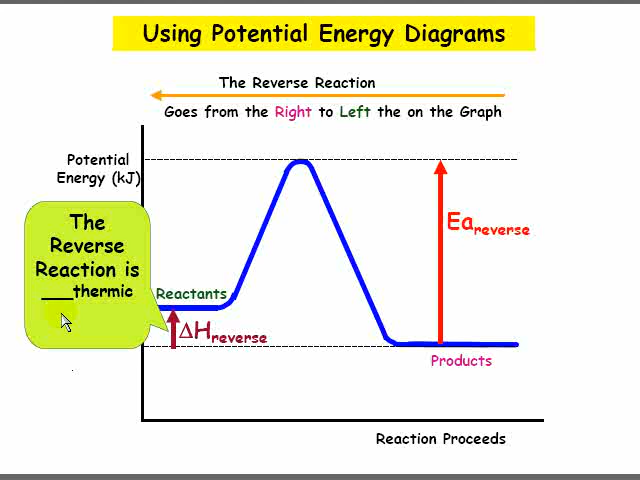 Using Potential Energy Diagrams
The Reverse Reaction
Goes from the Right to Left the on the Graph
Potential
Energy (kJ)
The
Reverse
Reaction is
___thermic
Reactants
ΔHreverse
Eareverse
Products
Reaction Proceeds